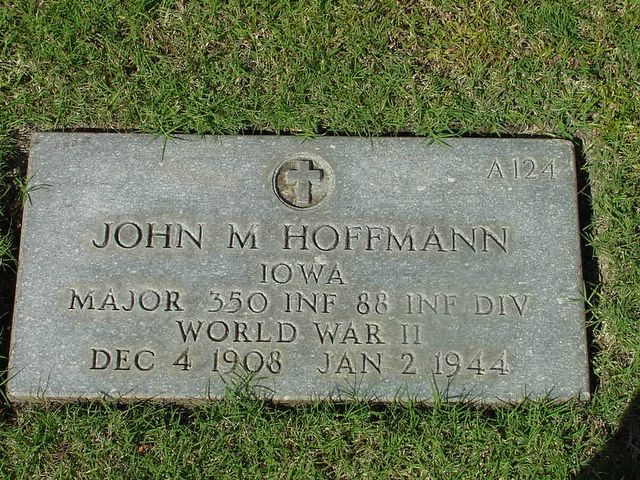 A124
JOHN M HOFFMANN
IOWA
MAJOR 350 INF 88 INF DIV
WORLD WAR II
DEC 4 1908 JAN 2 1944